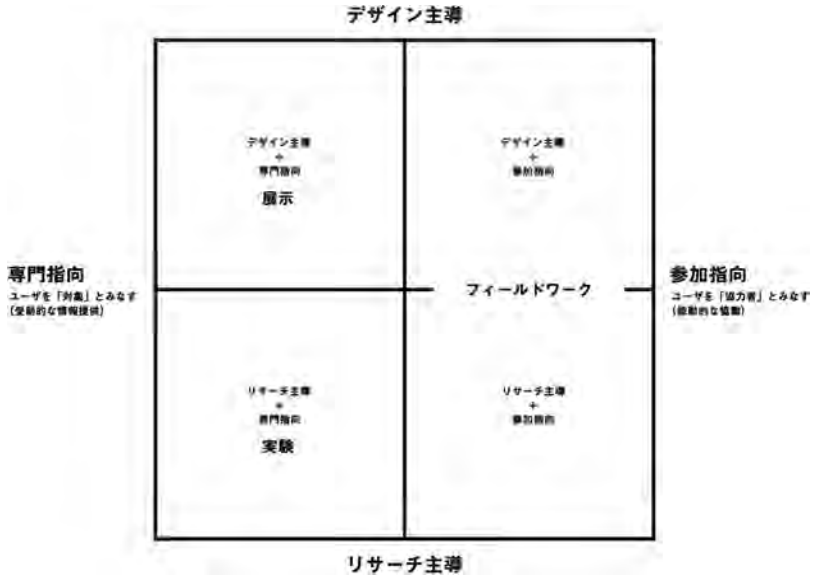 デザイン主導
デザイン主導
+
専門指向
展示
デザイン主導
+
参加指向
専門指向
ユーザを「対象」とみなす
(受動的な情報提供)
フィールドワーク
参加指向
ユーザを「協力者」とみなす
(能動的な協働)
リサーチ主導
+
専門指向
実験
リサーチ主導
+
参加指向
リサーチ主導